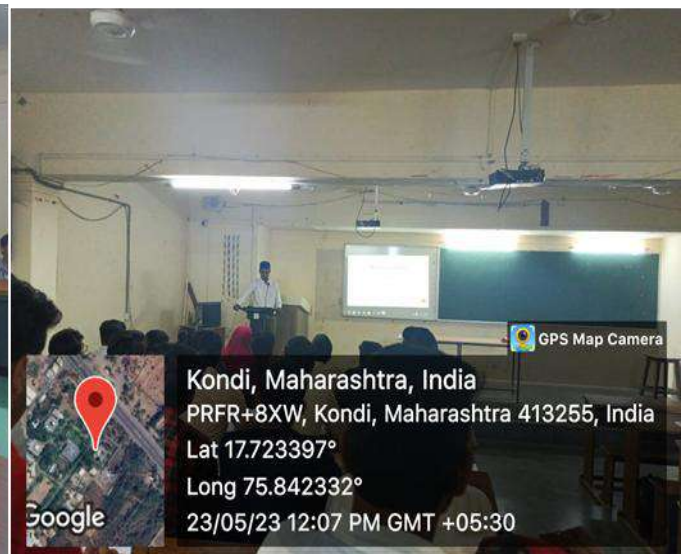 GPS Map Camera
Kondi, Maharashtra, India
PRFR+8XW, Kondi, Maharashtra 413255, India
Lat 17.723397°
Long 75.842332°
23/05/23 12:07 PM GMT +05:30
Google